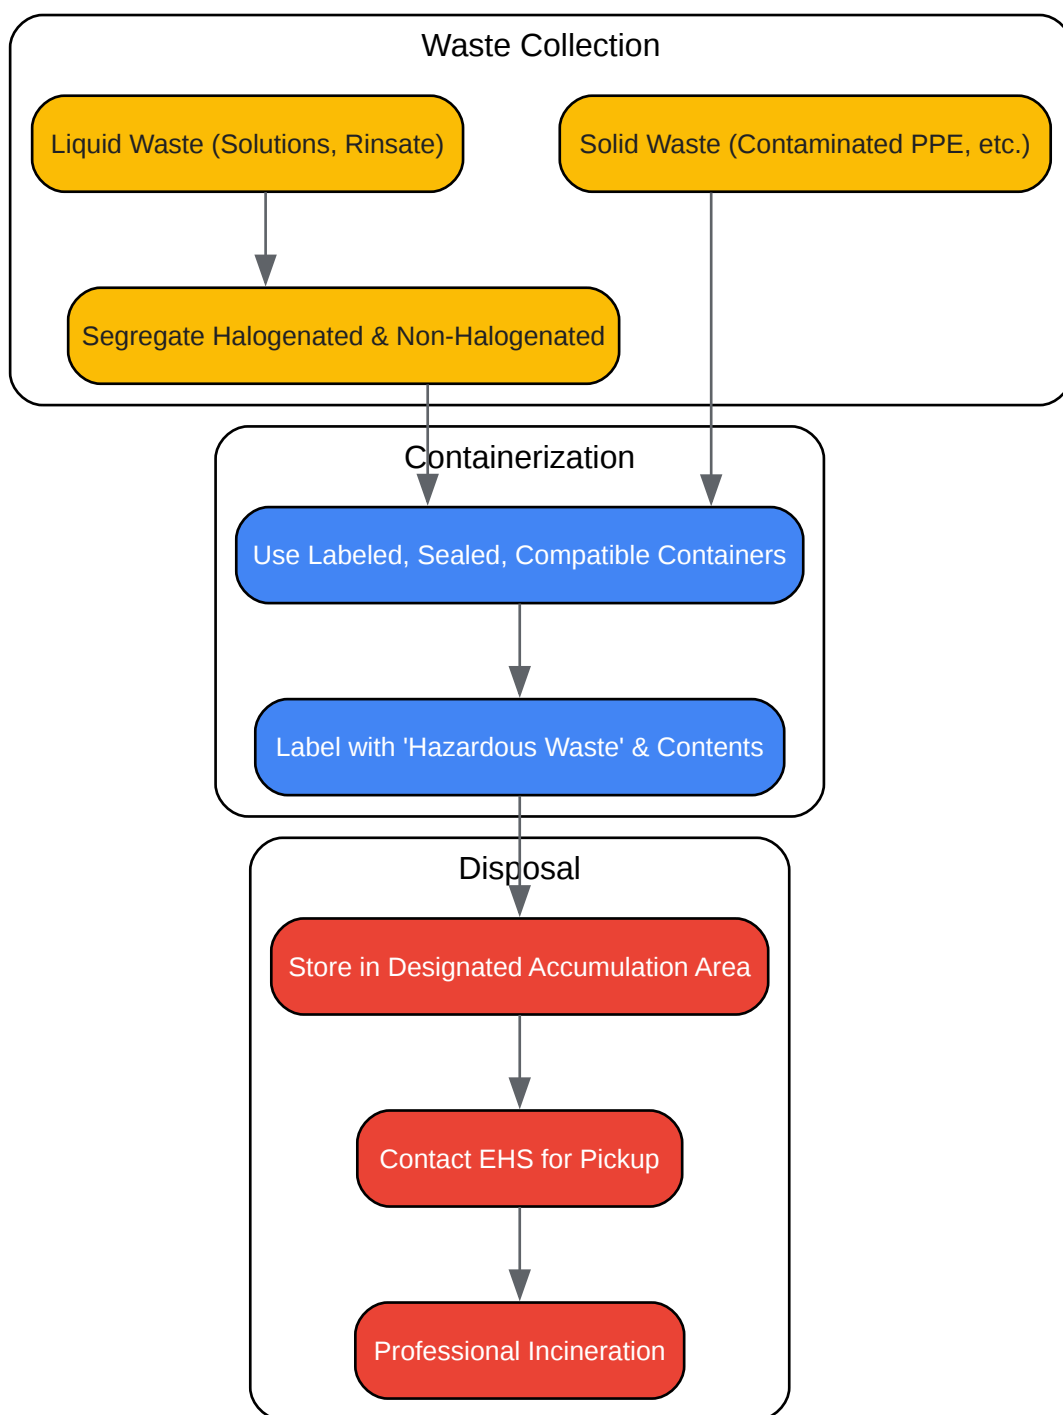 Waste Collection
Liquid Waste (Solutions, Rinsate)
Solid Waste (Contaminated PPE, etc.)
Segregate Halogenated & Non-Halogenated
Containerization
Use Labeled, Sealed, Compatible Containers
Label with 'Hazardous Waste' & Contents
Disposal
Store in Designated Accumulation Area
Contact EHS for Pickup
Professional Incineration